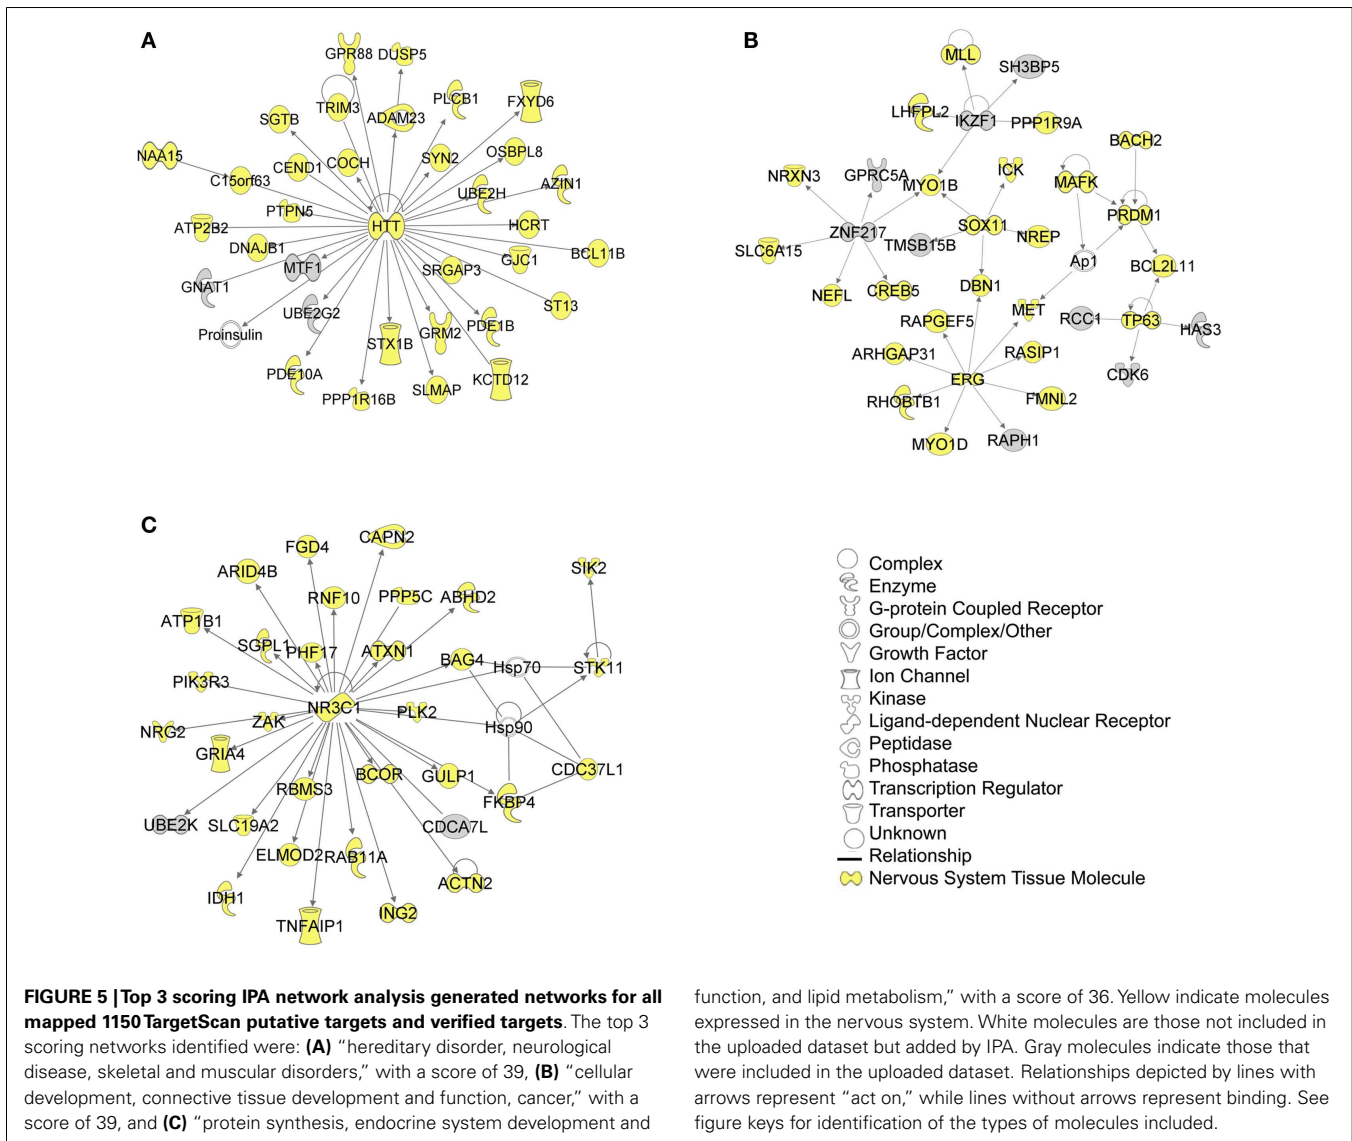 A
GPR88 DUSP5
TRIM3
ADAM23
PLCB1
FXYD6
SGTB
NAA15
C15orf63
CEND1
COCH
SYN2
OSBPL8
UBE2H
AZIN1
PTPN5
ATP2B2
HTT
HCRT
DNAJB1
MTF1
SRGAP3
GJC1
BCL11B
GNAT1
UBE2G2
ST13
Proinsulin
STX1B
GRM2
PDE1B
PDE10A
PPP1R16B
SLMAP
KCTD12
B
MLL
SH3BP5
LHFPL2
IKZF1
PPP1R9A
BACH2
NRXN3
GPRC5A
MYO1B
ICK
MAFK
PRDM1
ZNF217
SOX11
SLC6A15
TMSB15B
NREP
Ap1
BCL2L11
NEFL
CREB5
DBN1
MET
RAPGEF5
RCC1
TP63
HAS3
ARHGAP31
RASIP1
CDK6
ERG
RHOBTB1
FMNL2
MYO1D
RAPH1
C
FGD4
CAPN2
ARID4B
SIK2
RNF10
PPP5C
ABHD2
ATP1B1
SGPL1
PHF17
ATXN1
BAG4
Hsp70
STK11
PIK3R3
NR3C1
ZAK
PLK2
Hsp90
NRG2
GRIA4
BCOR
GULP1
CDC37L1
RBMS3
FKBP4
UBE2K
SLC19A2
CDCA7L
ELMOD2
RAB11A
ACTN2
IDH1
TNFAIP1
ING2
Complex
Enzyme
G-protein Coupled Receptor
Group/Complex/Other
Growth Factor
Ion Channel
Kinase
Ligand-dependent Nuclear Receptor
Peptidase
Phosphatase
Transcription Regulator
Transporter
Unknown
Relationship
Nervous System Tissue Molecule
FIGURE 5 | Top 3 scoring IPA network analysis generated networks for all
mapped 1150 TargetScan putative targets and verified targets. The top 3
scoring networks identified were: (A) “hereditary disorder, neurological
disease, skeletal and muscular disorders,” with a score of 39, (B) “cellular
development, connective tissue development and function, cancer,” with a
score of 39, and (C) “protein synthesis, endocrine system development and
function, and lipid metabolism,” with a score of 36. Yellow indicate molecules
expressed in the nervous system. White molecules are those not included in
the uploaded dataset but added by IPA. Gray molecules indicate those that
were included in the uploaded dataset. Relationships depicted by lines with
arrows represent “act on,” while lines without arrows represent binding. See
figure keys for identification of the types of molecules included.